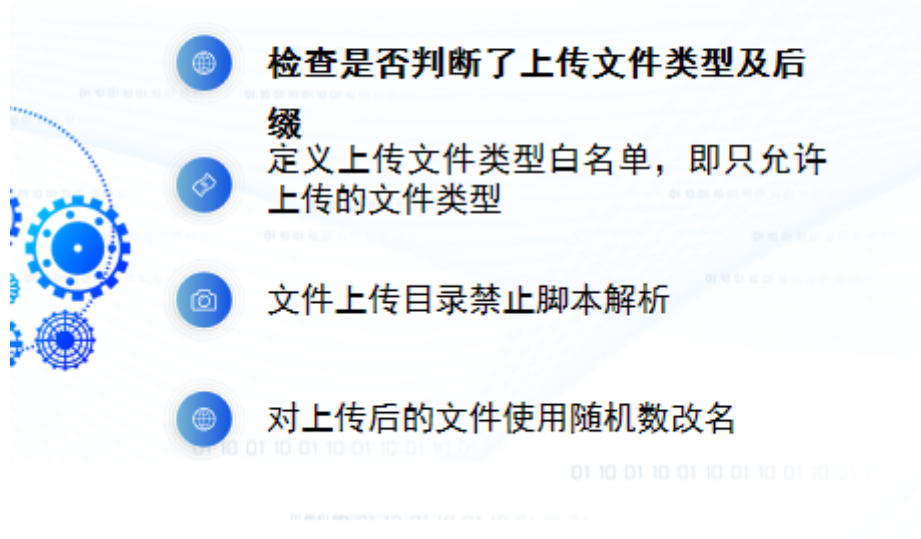 检查是否判断了上传文件类型及后
缀
定义上传文件类型白名单，即只允许
上传的文件类型
文件上传目录禁止脚本解析
对上传后的文件使用随机数改名
01 10 01 10 01 10 01 10 01
01 10 01 10 01 10 01 10 01 10